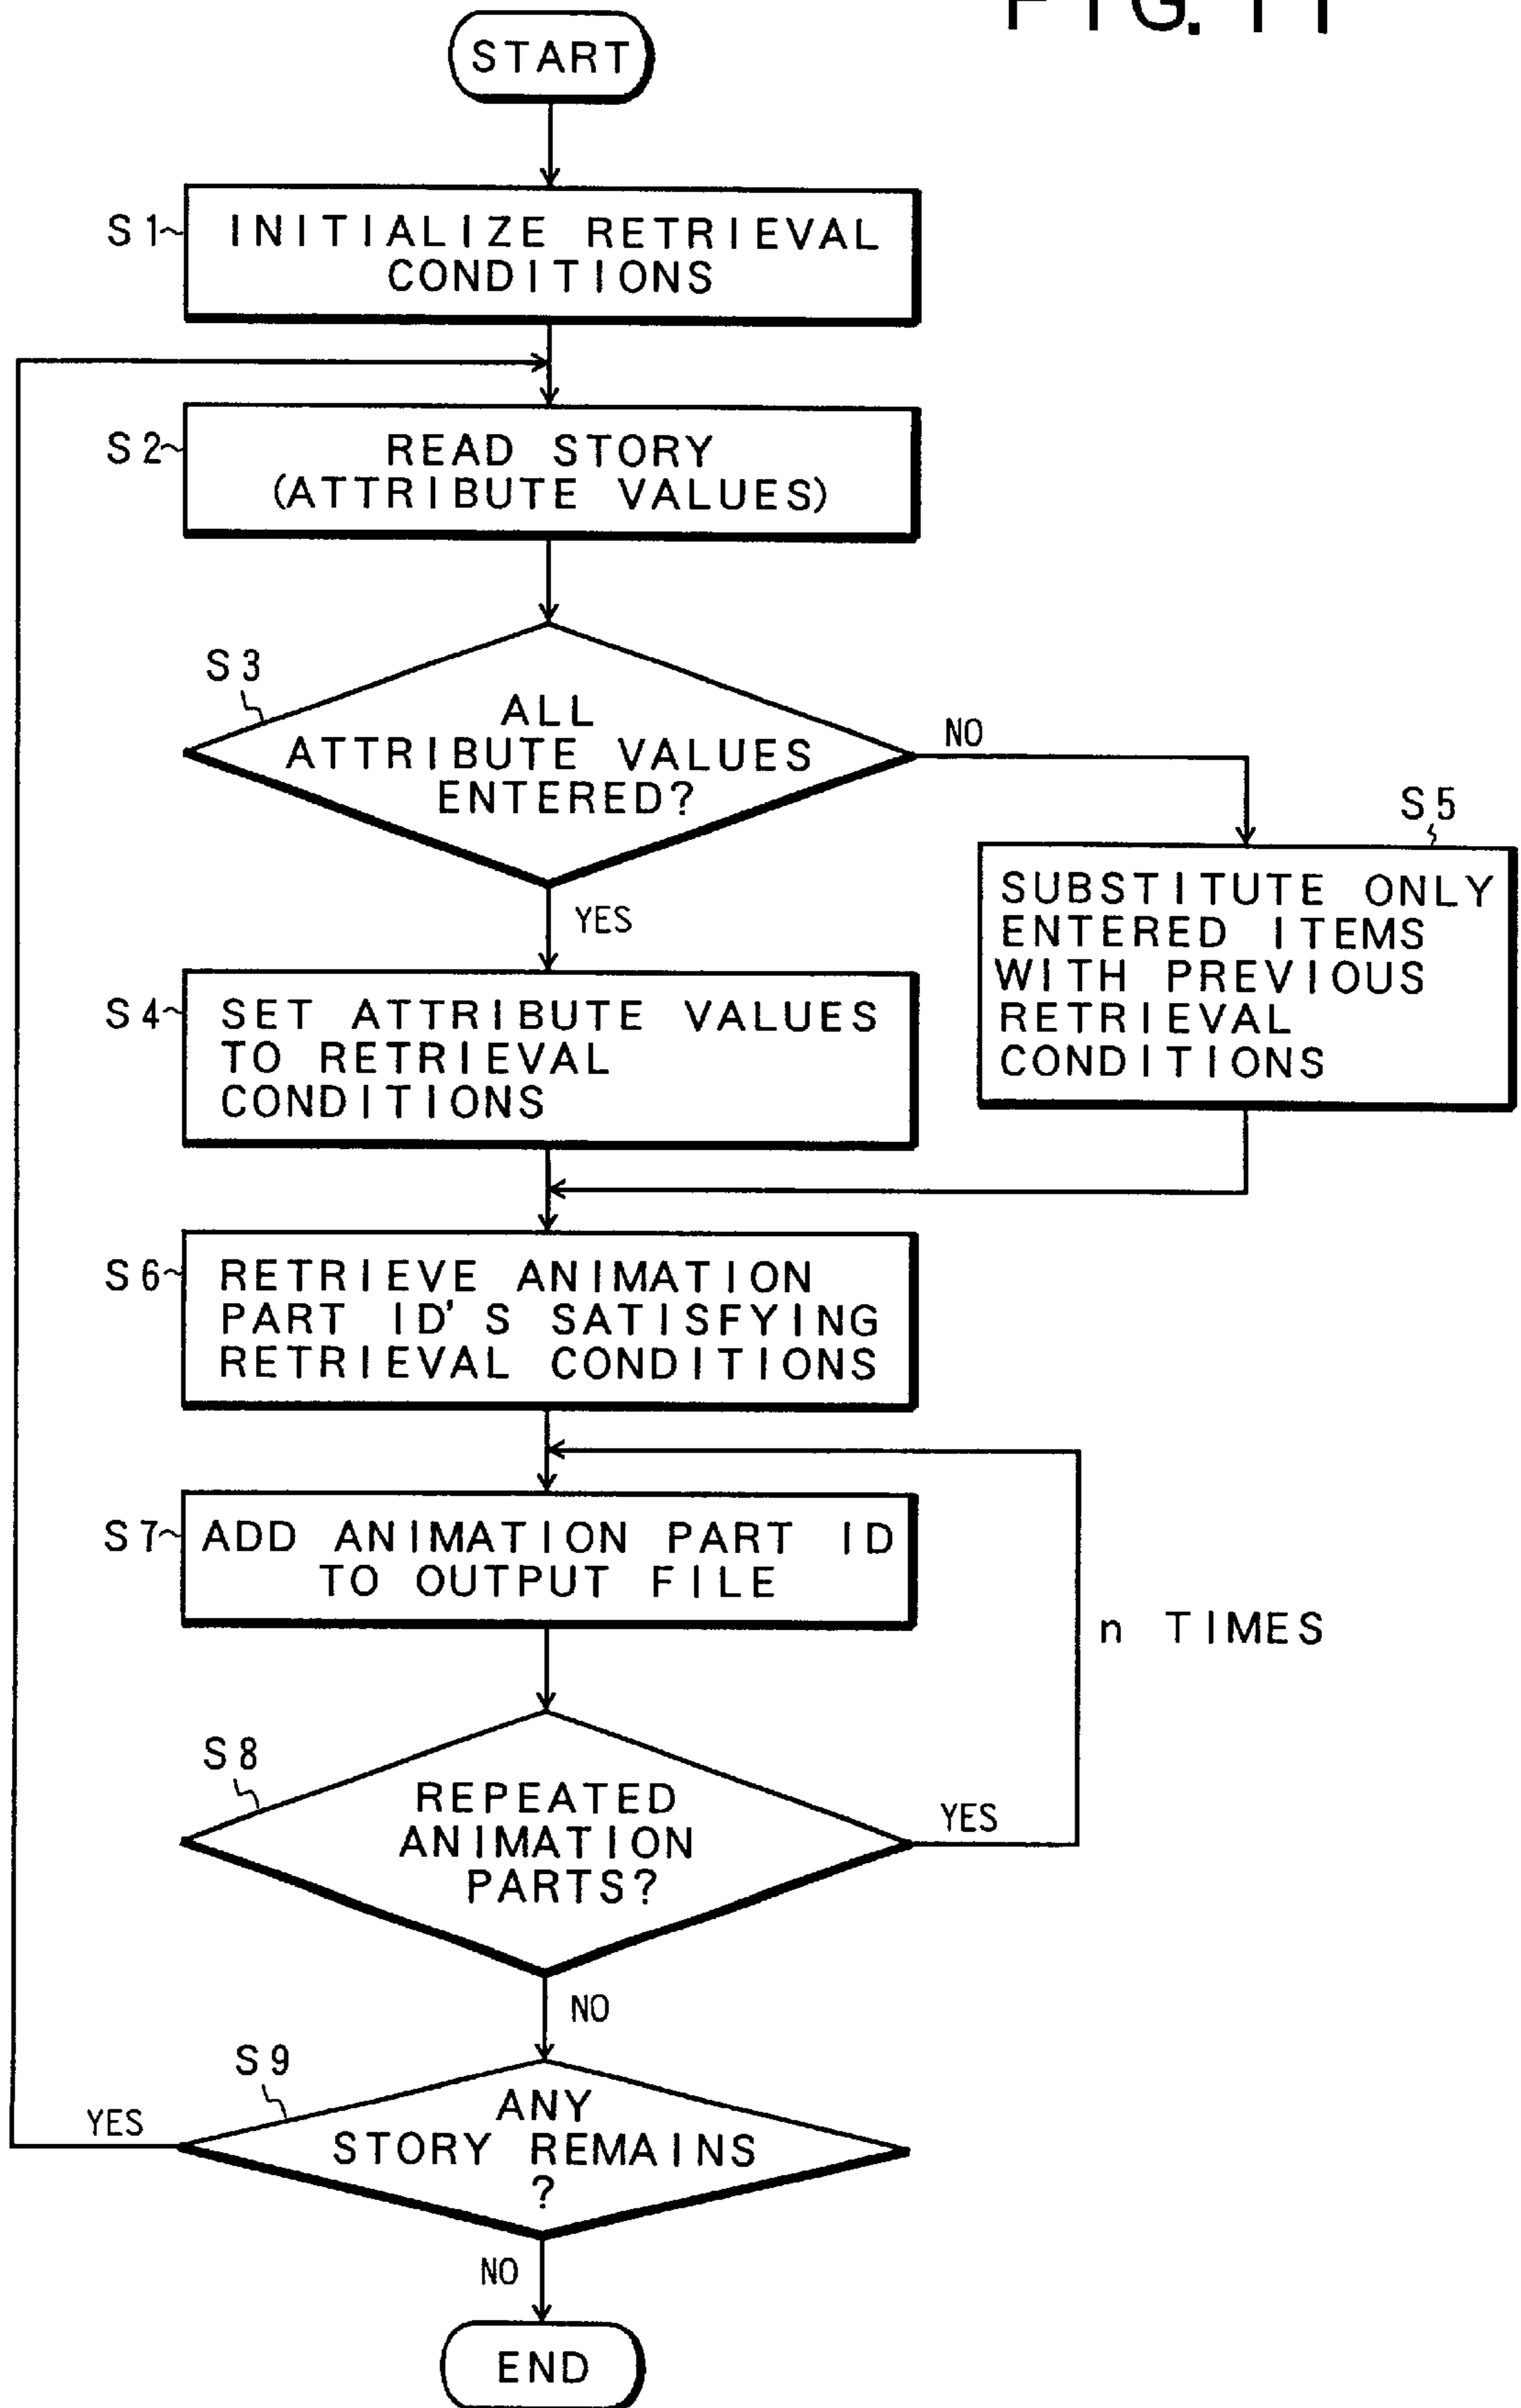 FIG. 11
START
S1
INITIALIZE RETRIEVAL
CONDITIONS
S2
READ STORY
(ATTRIBUTE VALUES)
S3
ALL
ATTRIBUTE VALUES
ENTERED?
NO
YES
S5
SUBSTITUTE ONLY
ENTERED ITEMS
WITH PREVIOUS
RETRIEVAL
CONDITIONS
S4
SET ATTRIBUTE VALUES
TO RETRIEVAL
CONDITIONS
S6
RETRIEVE ANIMATION
PART ID'S SATISFYING
RETRIEVAL CONDITIONS
S7
ADD ANIMATION PART ID
TO OUTPUT FILE
n TIMES
S8
REPEATED
ANIMATION
PARTS?
YES
NO
S9
ANY
STORY REMAINS
?
YES
NO
END